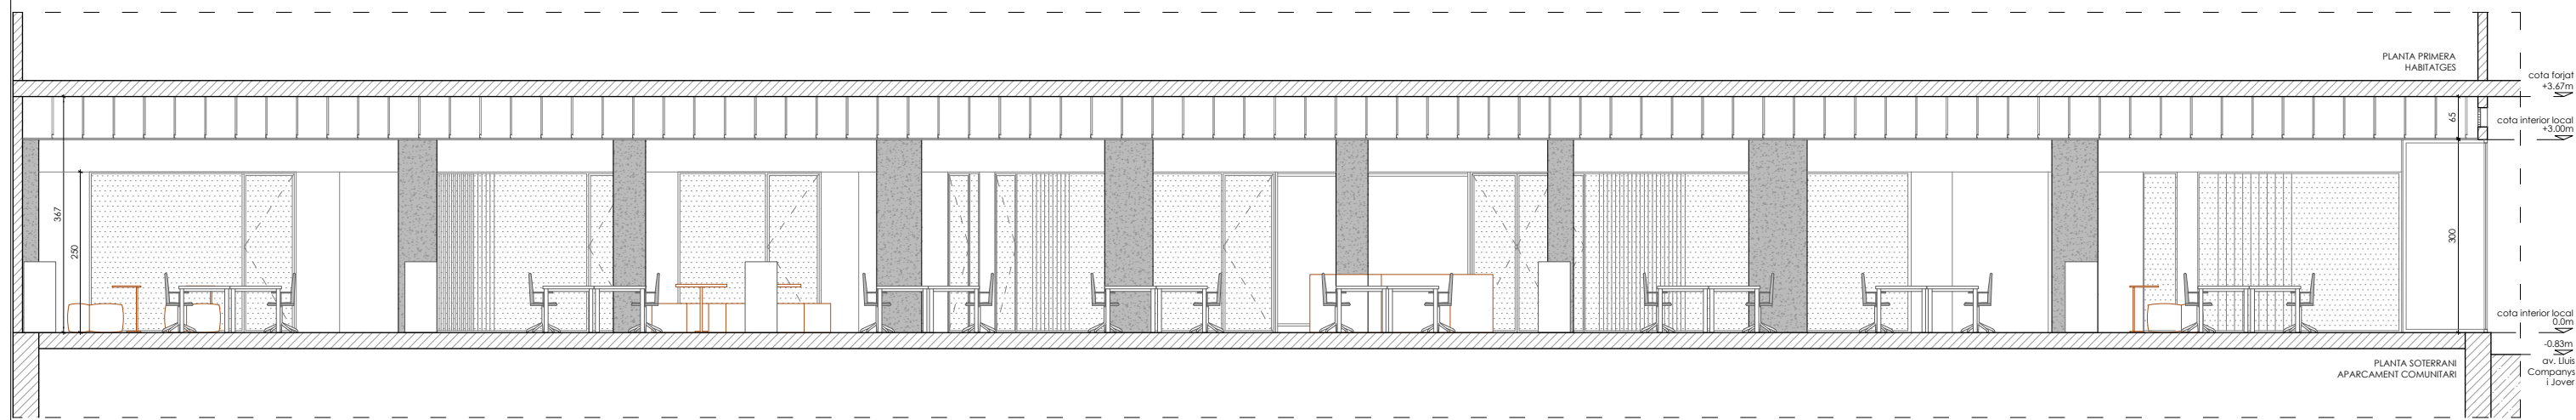 PLANTA PRIMERA
HABITATGES
cota forjat
+3.67m
65
cota interior local
+3.00m
367
250
300
cota interior local
0.0m
-0.83m
av. Lluis
Companys
i Jover
PLANTA SOTERRANI
APARCAMENT COMUNITARI